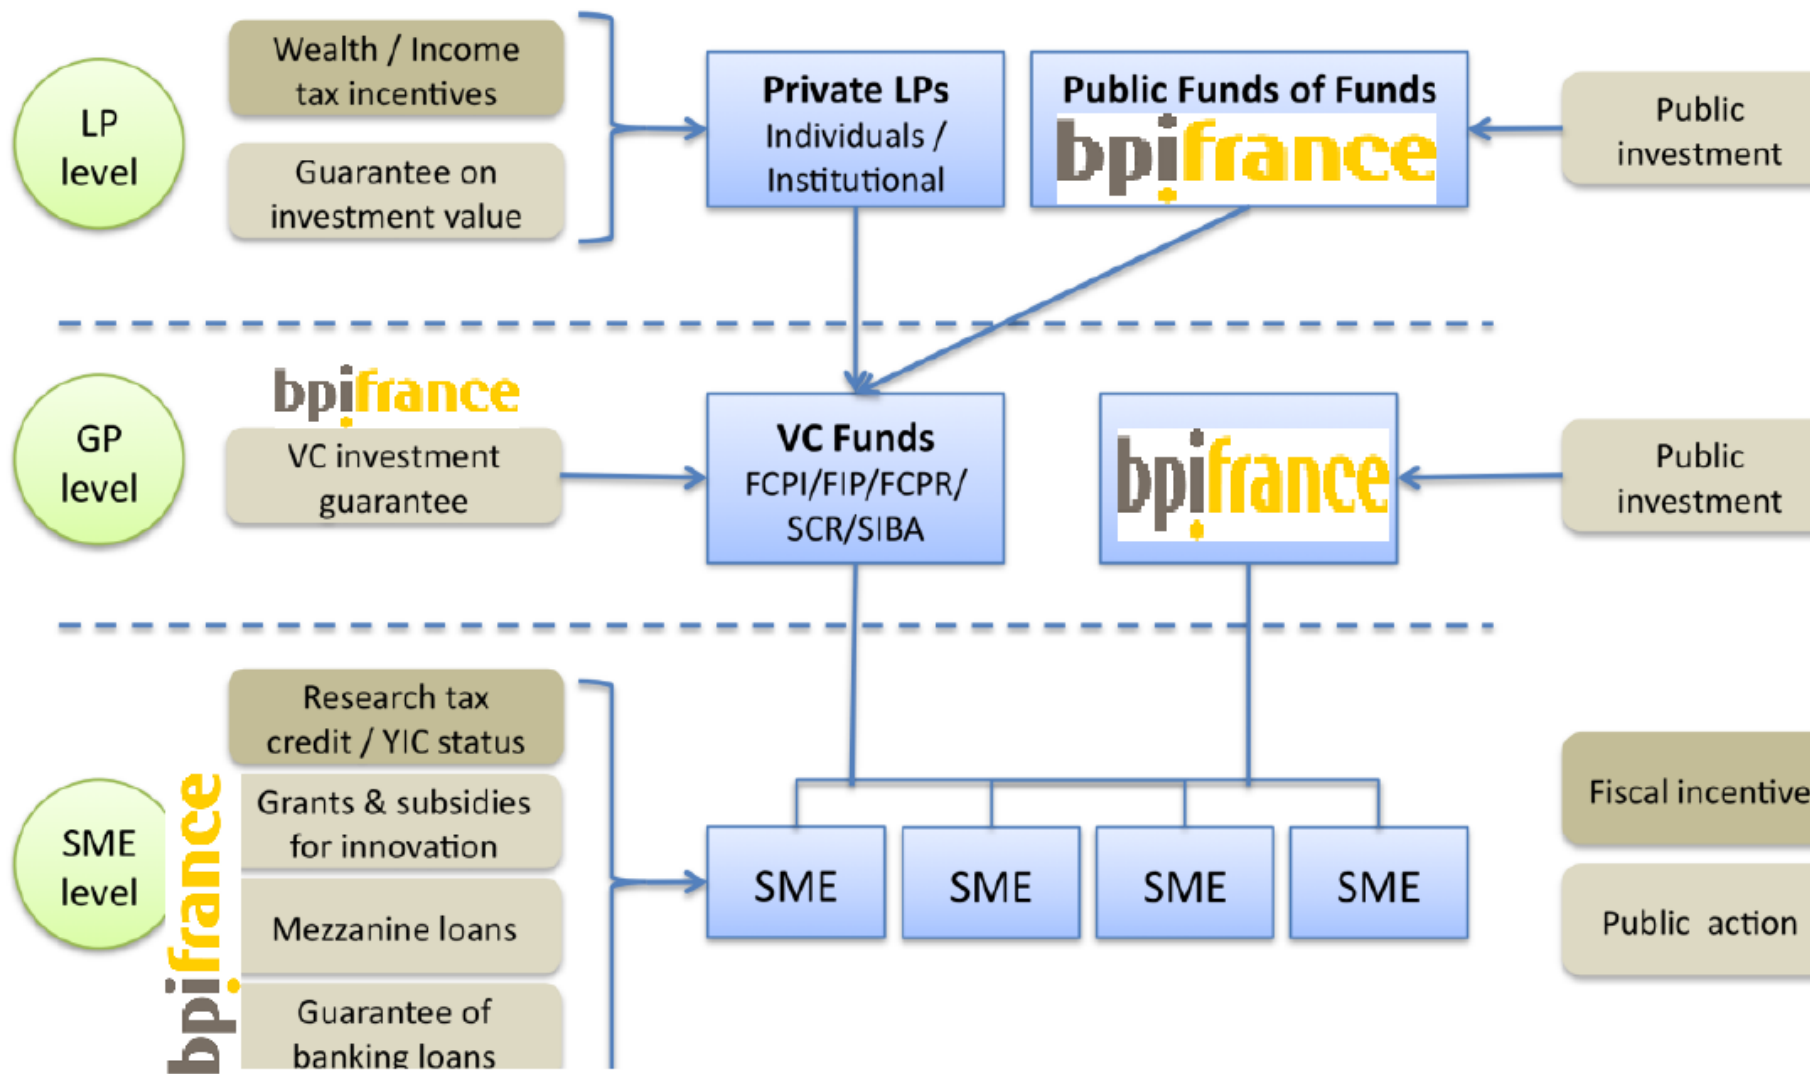 LP
level
Wealth / Income
tax incentives
Guarantee on
investment value
Private LPs
Individuals /
Institutional
Public Funds of Funds
bpifrance
Public
investment
GP
level
bpifrance
VC investment
guarantee
VC Funds
FCPI/FIP/FCPR/
SCR/SIBA
bpifrance
Public
investment
SME
level
bpifrance
Research tax
credit / YIC status
Grants & subsidies
for innovation
Mezzanine loans
Guarantee of
banking loans
SME
SME
SME
SME
Fiscal incentive
Public action